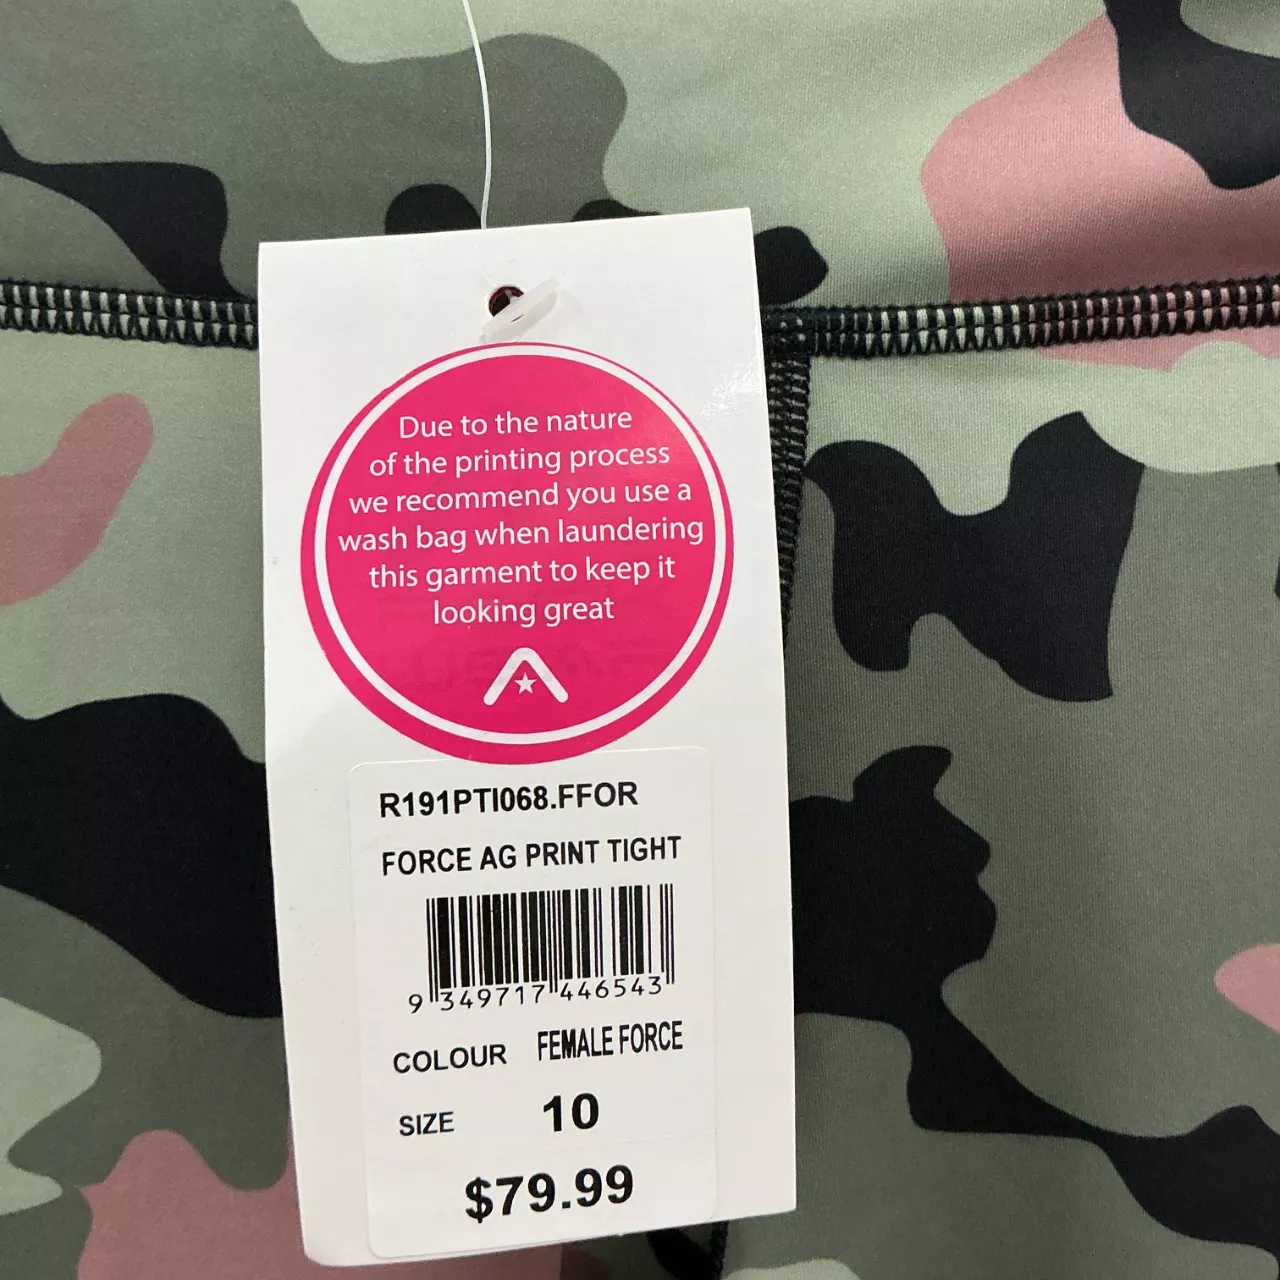 Due to the nature
of the printing process
we recommend you use a
wash bag when laundering
this garment to keep it
looking great
R191PTI068.FFOR
FORCE AG PRINT TIGHT
9 349717 446543
COLOUR FEMALE FORCE
SIZE 10
$79.99